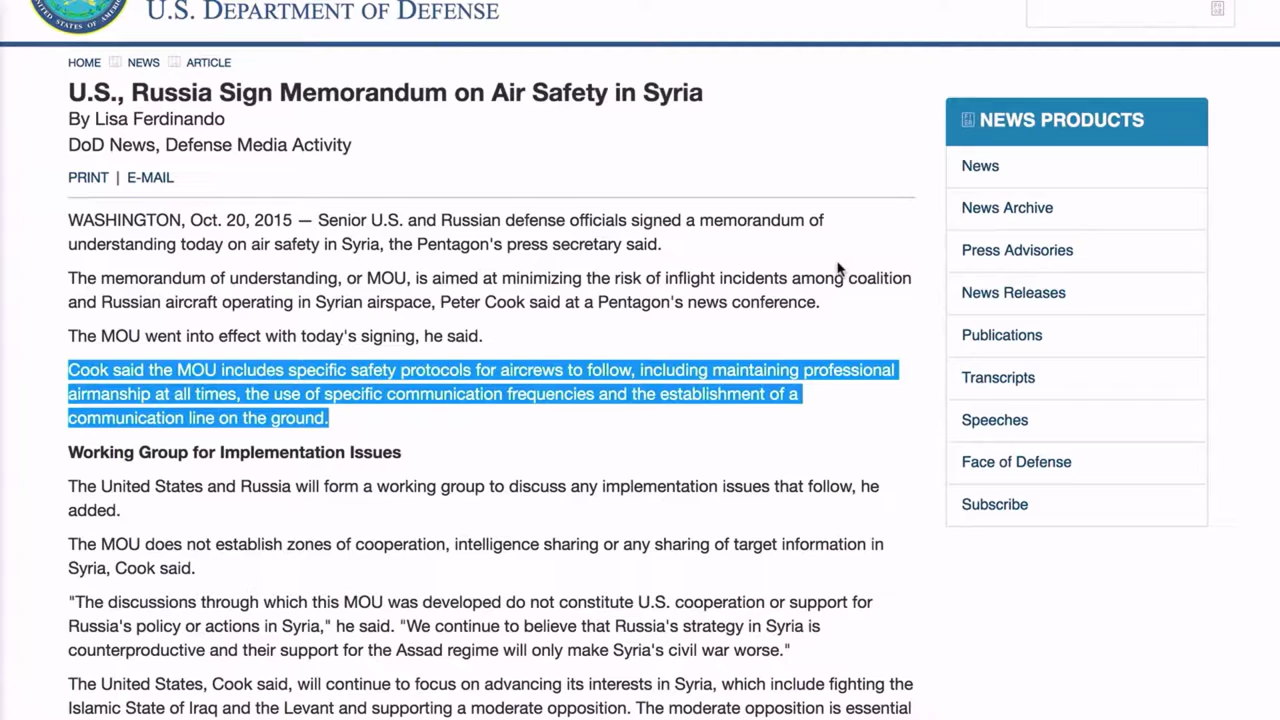 U.S. DEPARTMENT OF DEFENSE
HOME NEWS ARTICLE
U.S., Russia Sign Memorandum on Air Safety in Syria
By Lisa Ferdinando
DoD News, Defense Media Activity
PRINT | E-MAIL
WASHINGTON, Oct. 20, 2015 — Senior U.S. and Russian defense officials signed a memorandum of
understanding today on air safety in Syria, the Pentagon's press secretary said.
The memorandum of understanding, or MOU, is aimed at minimizing the risk of inflight incidents among coalition
and Russian aircraft operating in Syrian airspace, Peter Cook said at a Pentagon's news conference.
The MOU went into effect with today's signing, he said.
Cook said the MOU includes specific safety protocols for aircrews to follow, including maintaining professional
airmanship at all times, the use of specific communication frequencies and the establishment of a
communication line on the ground.
Working Group for Implementation Issues
The United States and Russia will form a working group to discuss any implementation issues that follow, he
added.
The MOU does not establish zones of cooperation, intelligence sharing or any sharing of target information in
Syria, Cook said.
"The discussions through which this MOU was developed do not constitute U.S. cooperation or support for
Russia's policy or actions in Syria," he said. "We continue to believe that Russia's strategy in Syria is
counterproductive and their support for the Assad regime will only make Syria's civil war worse."
The United States, Cook said, will continue to focus on advancing its interests in Syria, which include fighting the
Islamic State of Iraq and the Levant and supporting a moderate opposition. The moderate opposition is essential
NEWS PRODUCTS
News
News Archive
Press Advisories
News Releases
Publications
Transcripts
Speeches
Face of Defense
Subscribe